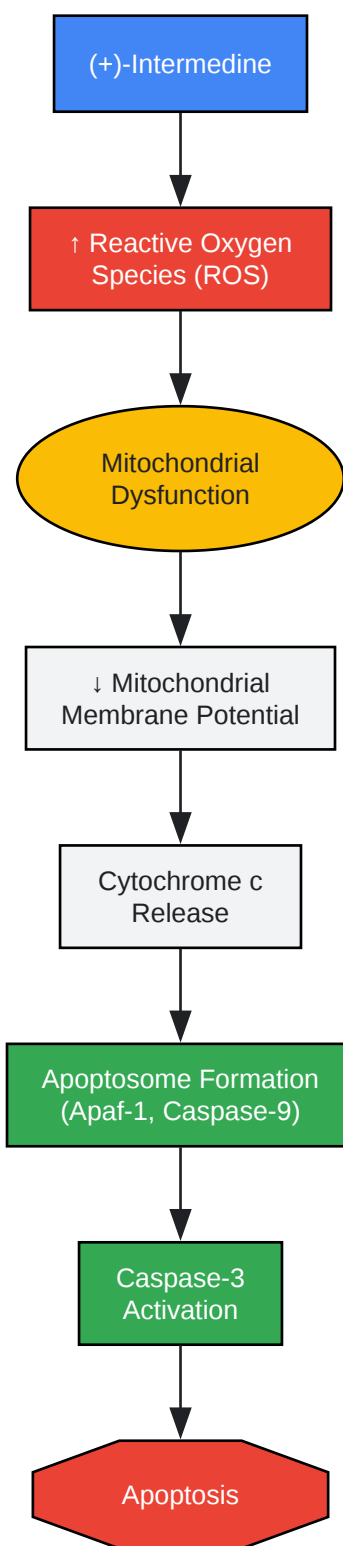 (+)-Intermedine
↑ Reactive Oxygen
Species (ROS)
Mitochondrial
Dysfunction
↓ Mitochondrial
Membrane Potential
Cytochrome c
Release
Apoptosome Formation
(Apaf-1, Caspase-9)
Caspase-3
Activation
Apoptosis